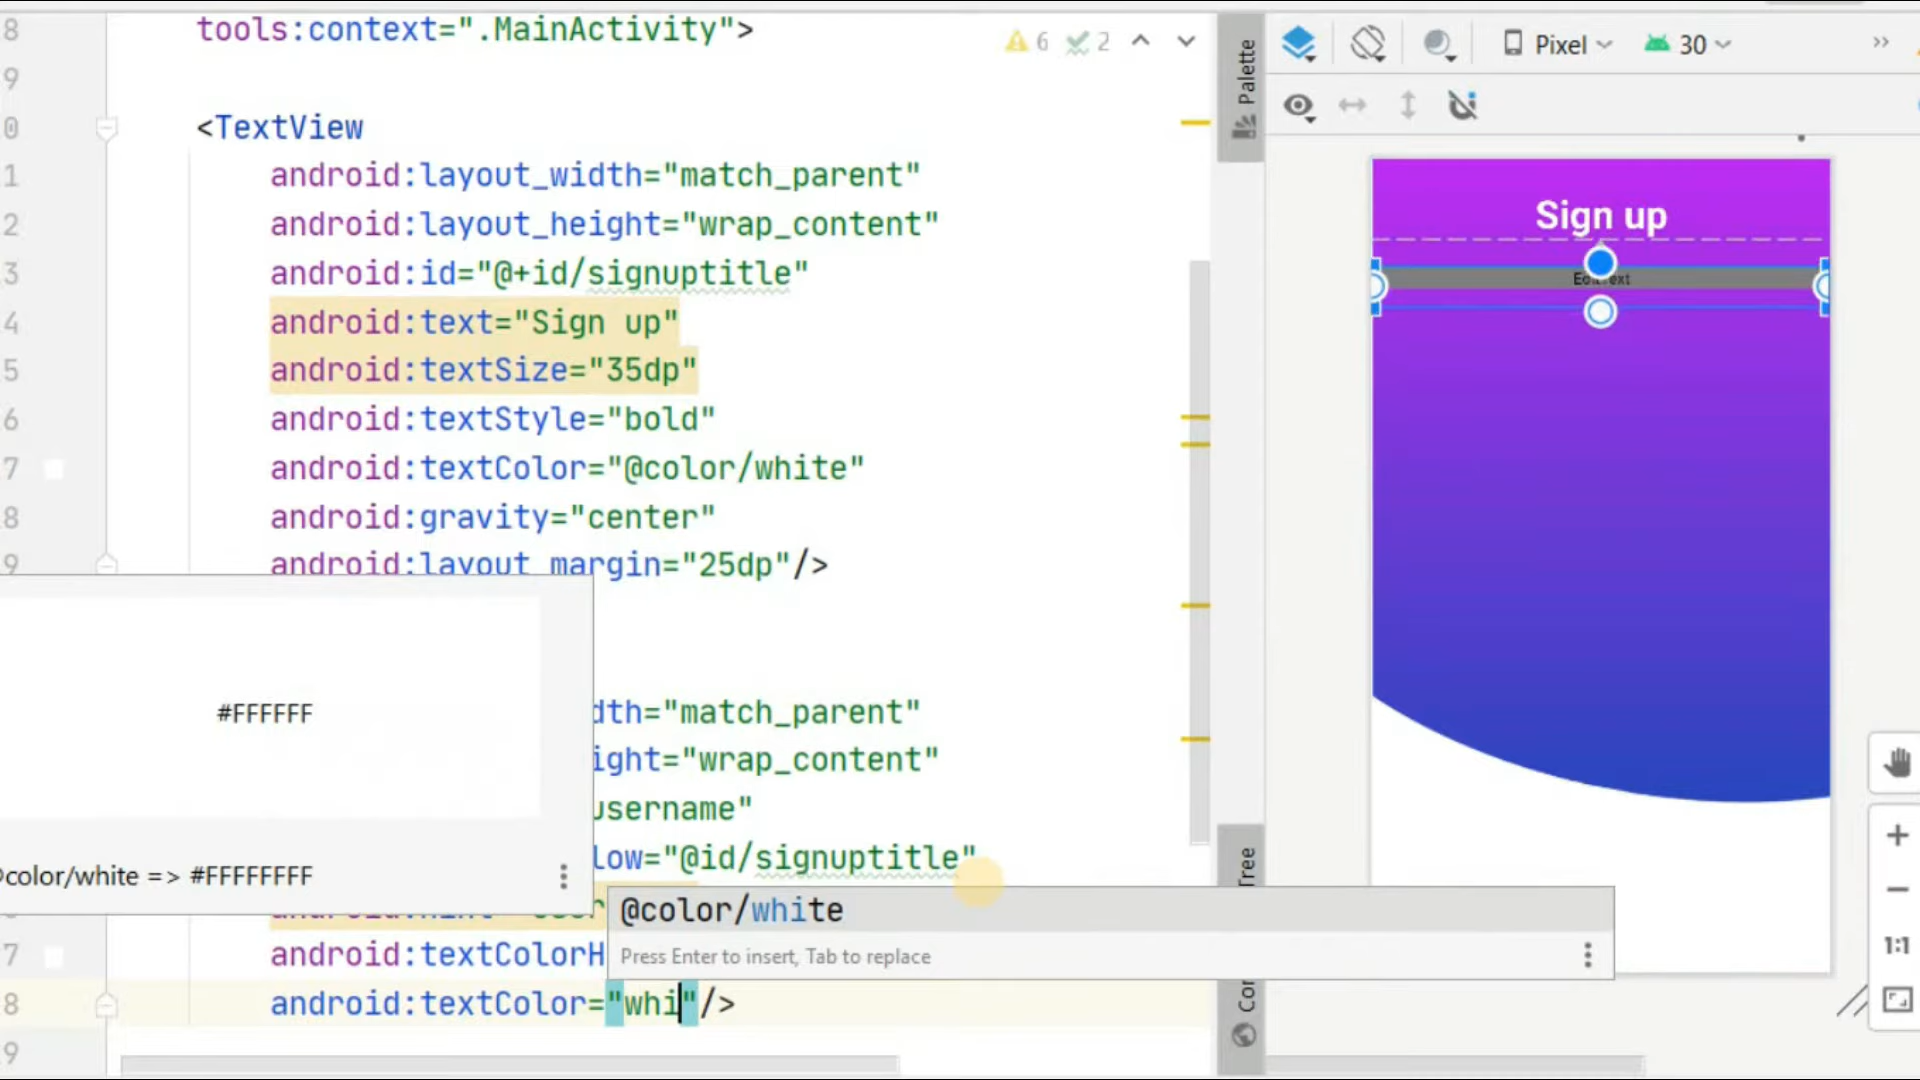 8 tools:context=".MainActivity">
6 2
9
0 <TextView
1 android:layout_width="match_parent"
2 android:layout_height="wrap_content"
3 android:id="@+id/signuptitle"
4 android:text="Sign up"
5 android:textSize="35dp"
6 android:textStyle="bold"
7 android:textColor="@color/white"
8 android:gravity="center"
9 android:layout_margin="25dp"/>
#FFFFFF
@color/white => #FFFFFFFF
dth="match_parent"
ight="wrap_content"
username"
low="@id/signuptitle"
7 android:textColorH
8 android:textColor="whi"/>
9
@color/white
Press Enter to insert, Tab to replace
Palette
Tree
Pixel
30
Sign up
1:1